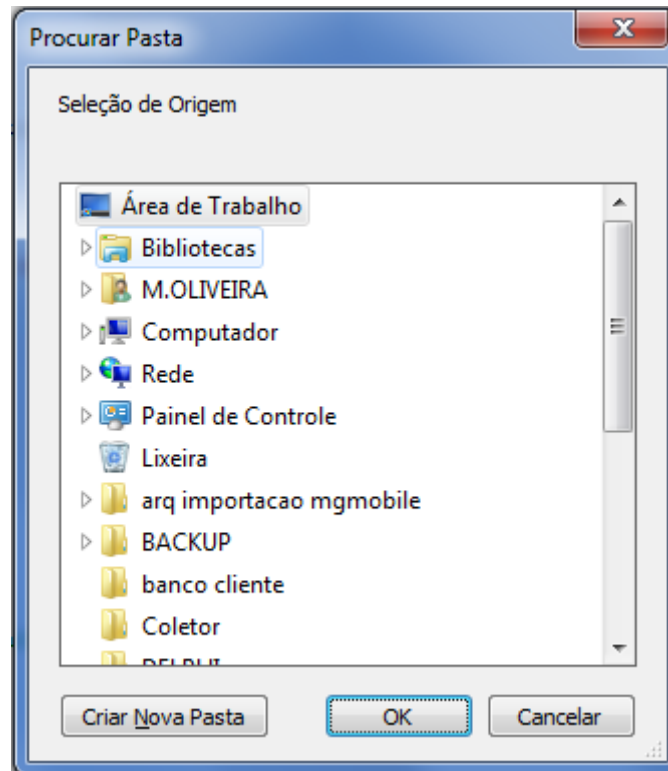 Procurar Pasta
Seleção de Origem
Área de Trabalho
Bibliotecas
M.OLIVEIRA
Computador
Rede
Painel de Controle
Lixeira
arq importacao mgmobile
BACKUP
banco cliente
Coletor
DELPHI
Criar Nova Pasta OK Cancelar